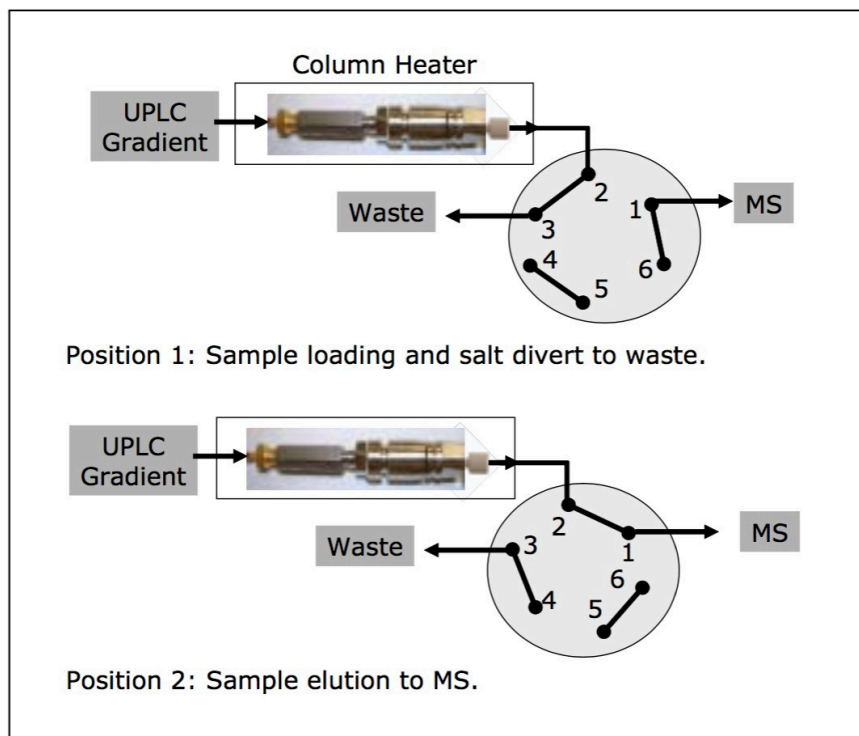 Column Heater
UPLC
Gradient
2
1
MS
Waste
3
4
6
5
Position 1: Sample loading and salt divert to waste.
UPLC
Gradient
2
1
MS
Waste
3
6
4
5
Position 2: Sample elution to MS.